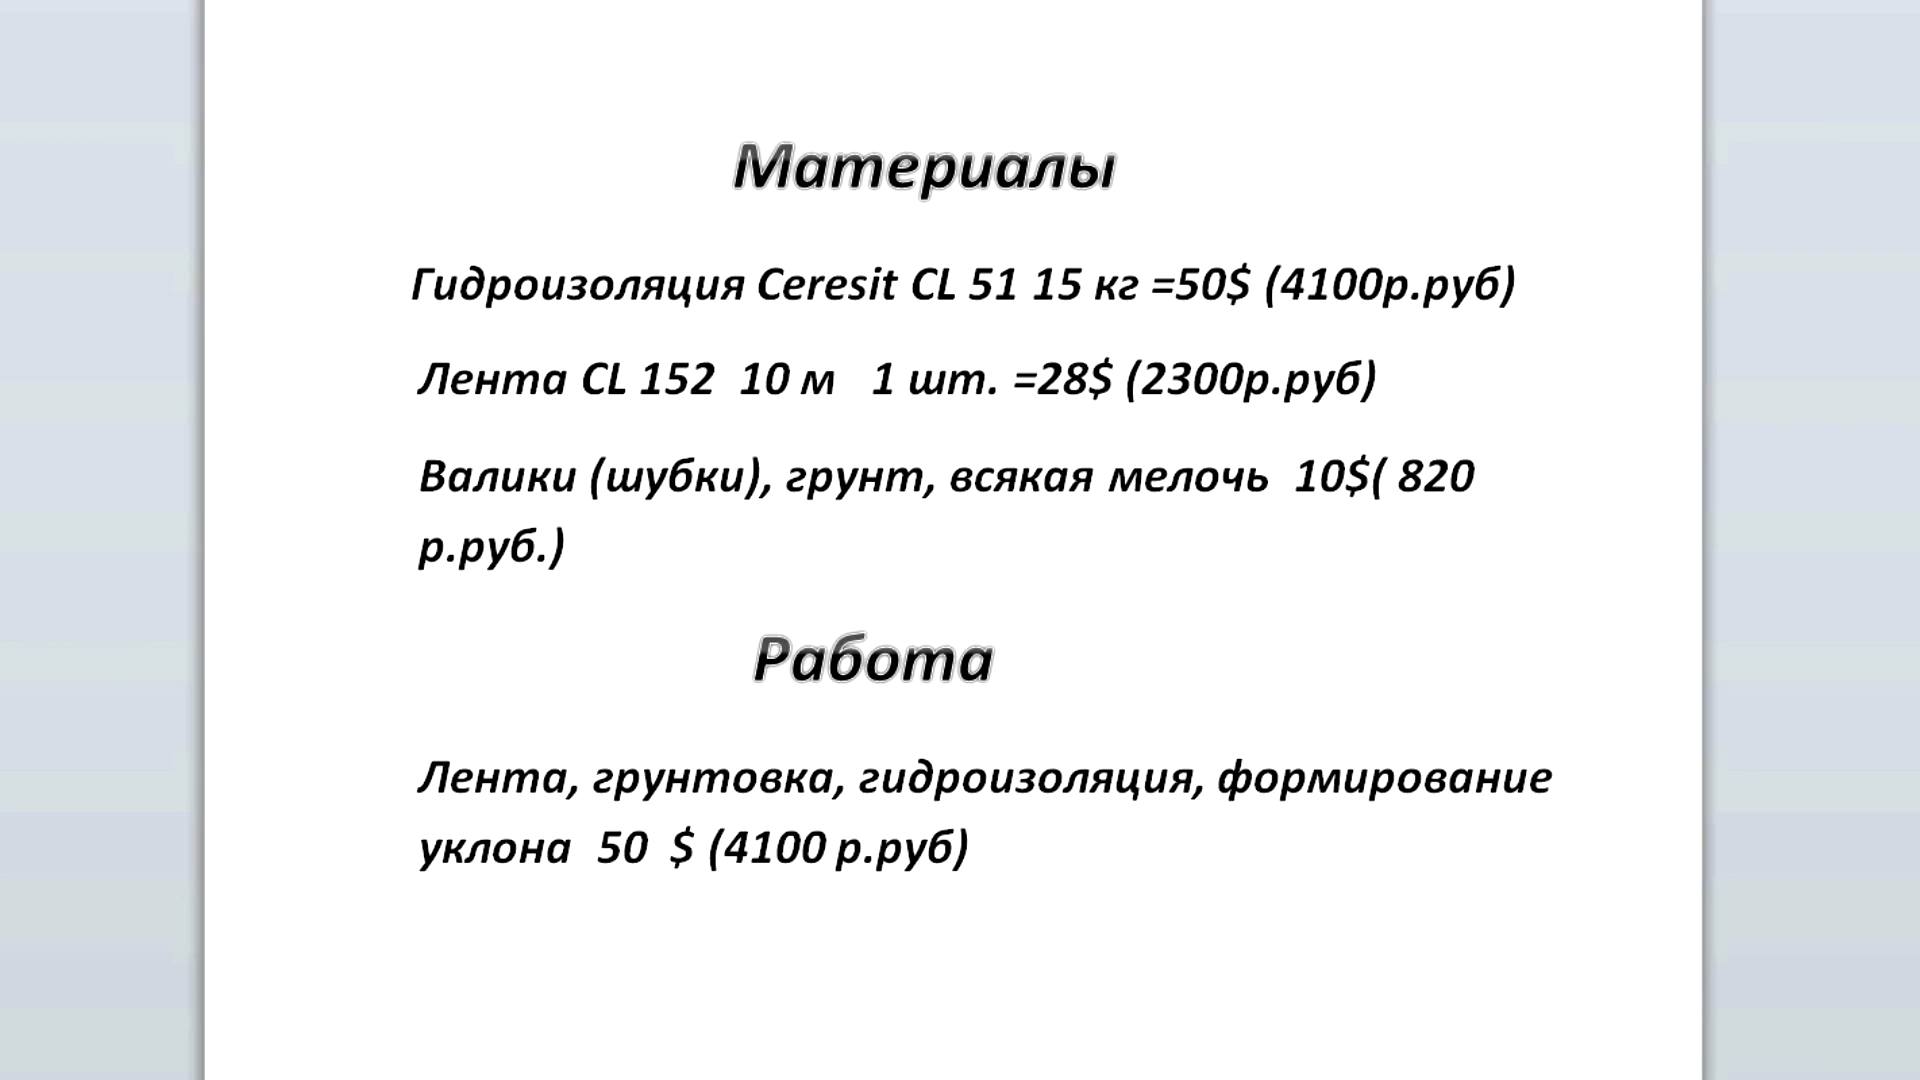 Материалы
Гидроизоляция Ceresit CL 51 15 кг =50$ (4100р.руб)
Лента CL 152  10 м   1 шт. =28$ (2300р.руб)
Валики (шубки), грунт, всякая мелочь  10$( 820
р.руб.)
Работа
Лента, грунтовка, гидроизоляция, формирование
уклона  50  $ (4100 р.руб)